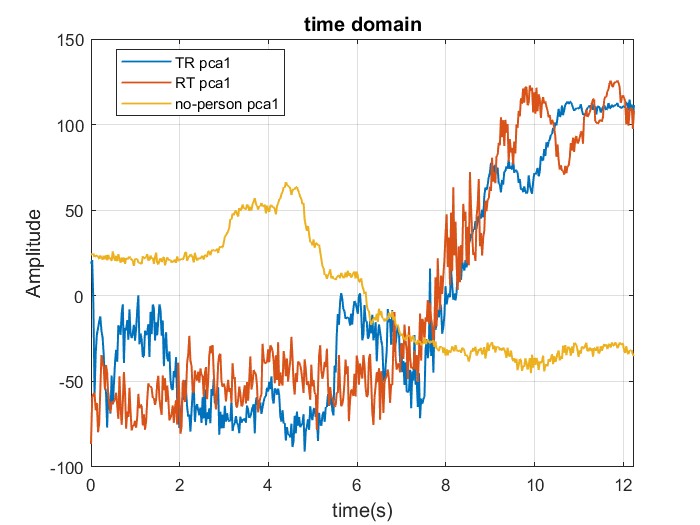 time domain
Amplitude
150
100
50
0
-50
-100
TR pca1
RT pca1
no-person pca1
0 2 4 6 8 10 12
time(s)